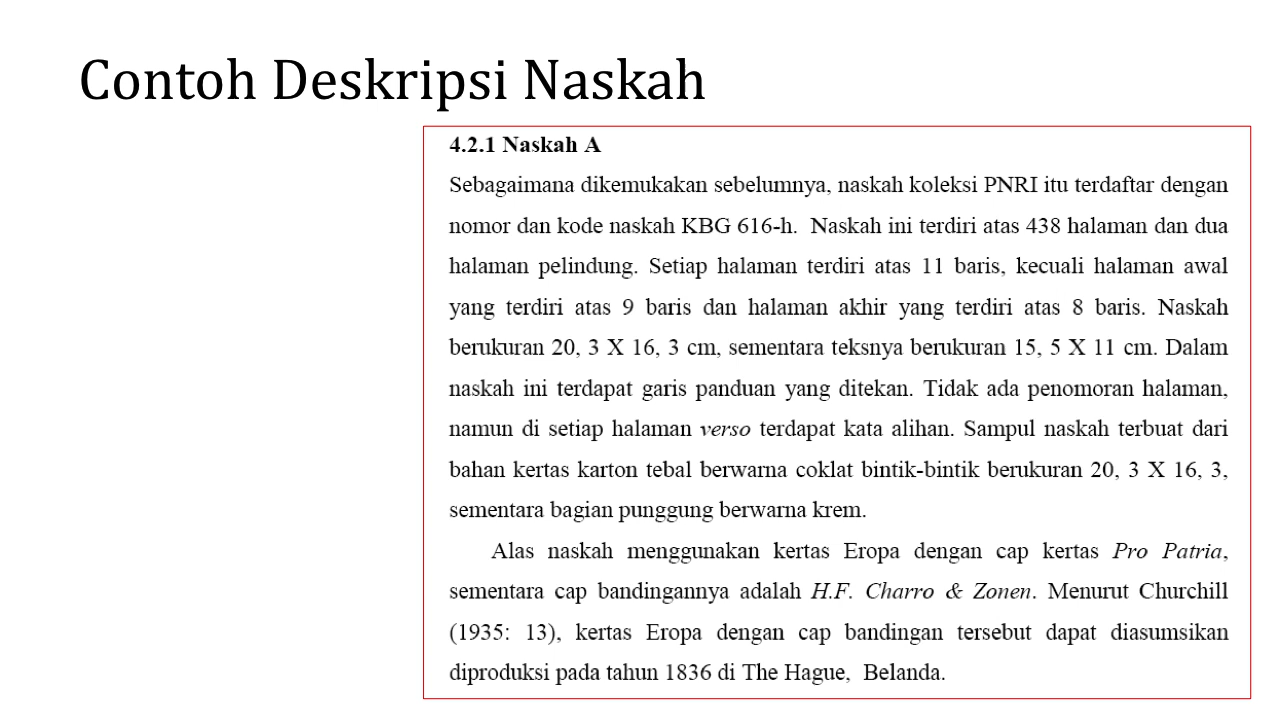 Contoh Deskripsi Naskah
4.2.1 Naskah A
Sebagaimana dikemukakan sebelumnya, naskah koleksi PNRI itu terdaftar dengan
nomor dan kode naskah KBG 616-h. Naskah ini terdiri atas 438 halaman dan dua
halaman pelindung. Setiap halaman terdiri atas 11 baris, kecuali halaman awal
yang terdiri atas 9 baris dan halaman akhir yang terdiri atas 8 baris. Naskah
berukuran 20, 3 X 16, 3 cm, sementara teksnya berukuran 15, 5 X 11 cm. Dalam
naskah ini terdapat garis panduan yang ditekan. Tidak ada penomoran halaman,
namun di setiap halaman verso terdapat kata alihan. Sampul naskah terbuat dari
bahan kertas karton tebal berwarna coklat bintik-bintik berukuran 20, 3 X 16, 3,
sementara bagian punggung berwarna krem.
Alas naskah menggunakan kertas Eropa dengan cap kertas Pro Patria,
sementara cap bandingannya adalah H.F. Charro & Zonen. Menurut Churchill
(1935: 13), kertas Eropa dengan cap bandingan tersebut dapat diasumsikan
diproduksi pada tahun 1836 di The Hague, Belanda.